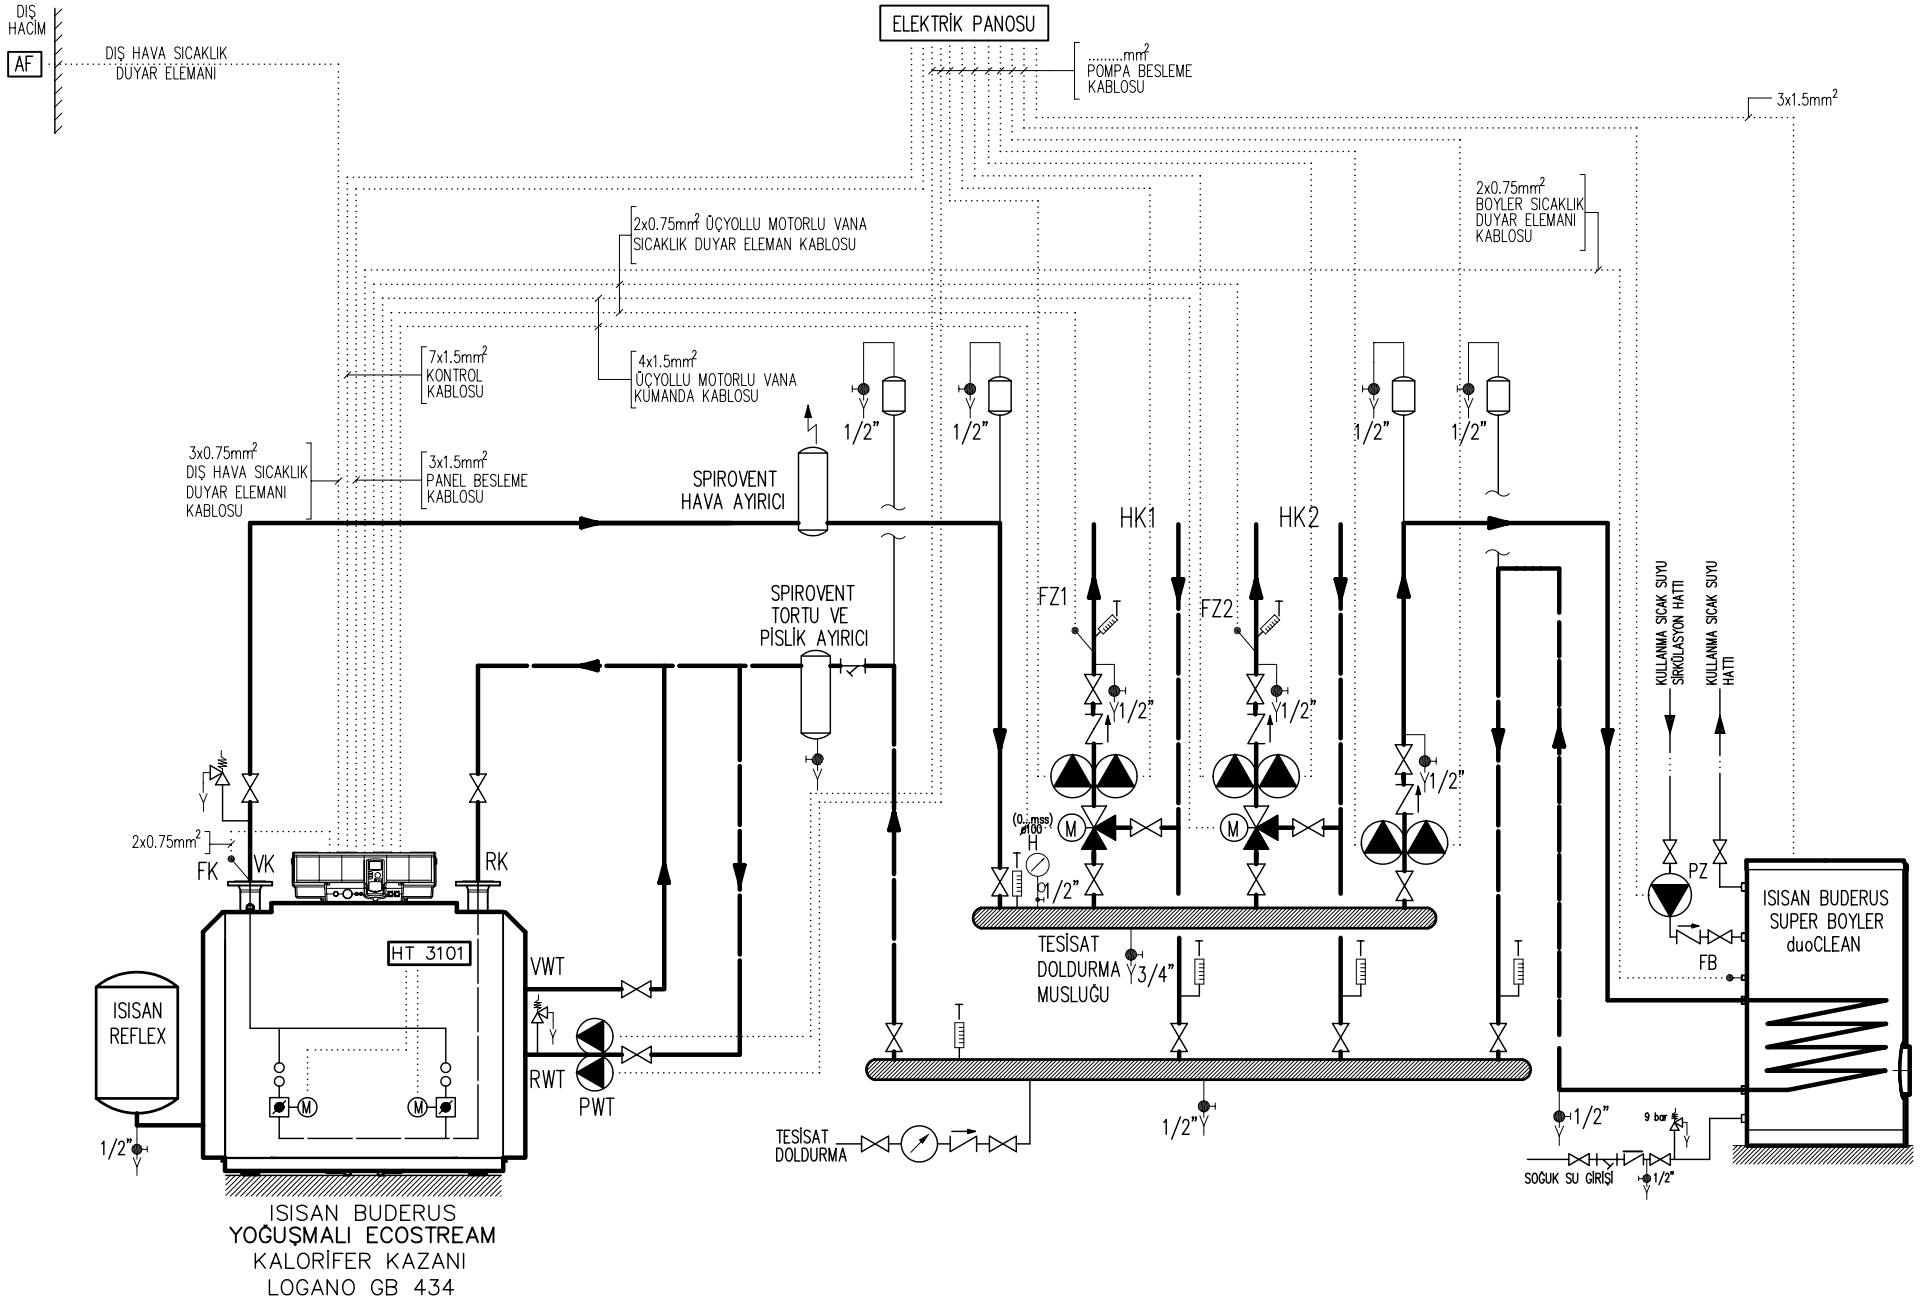 DIŞ
HACİM
AF
DIŞ HAVA SICAKLIK
DUYAR ELEMANI
ELEKTRİK PANOSU
.........mm²
POMPA BESLEME
KABLOSU
3x1.5mm²
2x0.75mm²
BOYLER SICAKLIK
DUYAR ELEMANI
KABLOSU
2x0.75mm² ÜÇYOLLU MOTORLU VANA
SICAKLIK DUYAR ELEMAN KABLOSU
7x1.5mm²
KONTROL
KABLOSU
4x1.5mm²
ÜÇYOLLU MOTORLU VANA
KUMANDA KABLOSU
1/2"
1/2"
1/2"
1/2"
3x0.75mm²
DIŞ HAVA SICAKLIK
DUYAR ELEMANI
KABLOSU
3x1.5mm²
PANEL BESLEME
KABLOSU
SPIROVENT
HAVA AYIRICI
HK1
HK2
SPIROVENT
TORTU VE
PİSLİK AYIRICI
FZ1
T
FZ2
T
KULLANMA SICAK SUYU
SİRKÜLASYON HATTI
KULLANMA SICAK SUYU
HATTI
1/2"
1/2"
1/2"
2x0.75mm²
FK
VK
RK
(0...mss)
ø100
H
T
M
M
1/2"
PZ
ISISAN BUDERUS
SUPER BOYLER
duoCLEAN
HT 3101
VWT
TESİSAT
DOLDURMA
MUSLUĞU
3/4"
T
T
T
FB
ISISAN
REFLEX
T
RWT
PWT
M
M
1/2"
TESİSAT
DOLDURMA
1/2"
1/2"
9 bar
SOĞUK SU GİRİŞİ
1/2"
ISISAN BUDERUS
YOĞUŞMALI ECOSTREAM
KALORİFER KAZANI
LOGANO GB 434